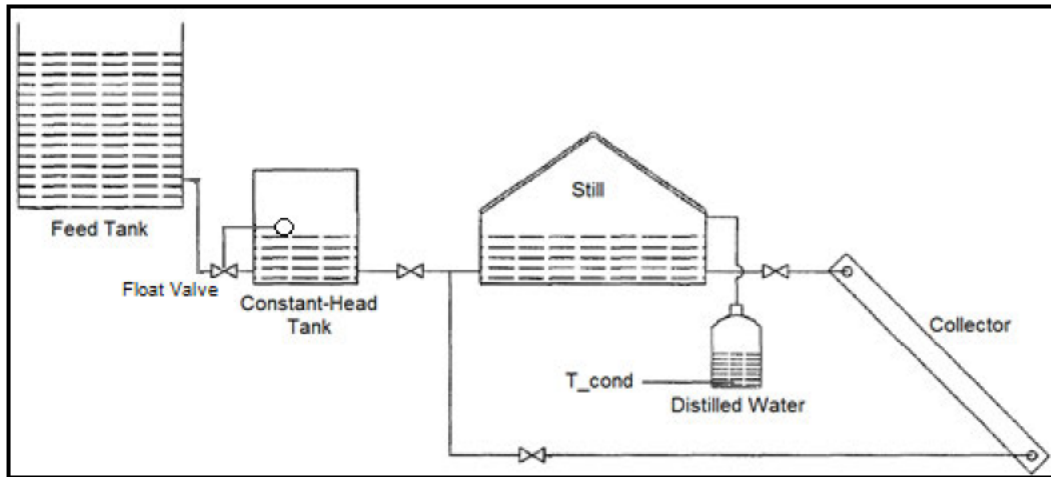 Feed Tank
Float Valve
Constant-Head
Tank
Still
T_cond
Distilled Water
Collector